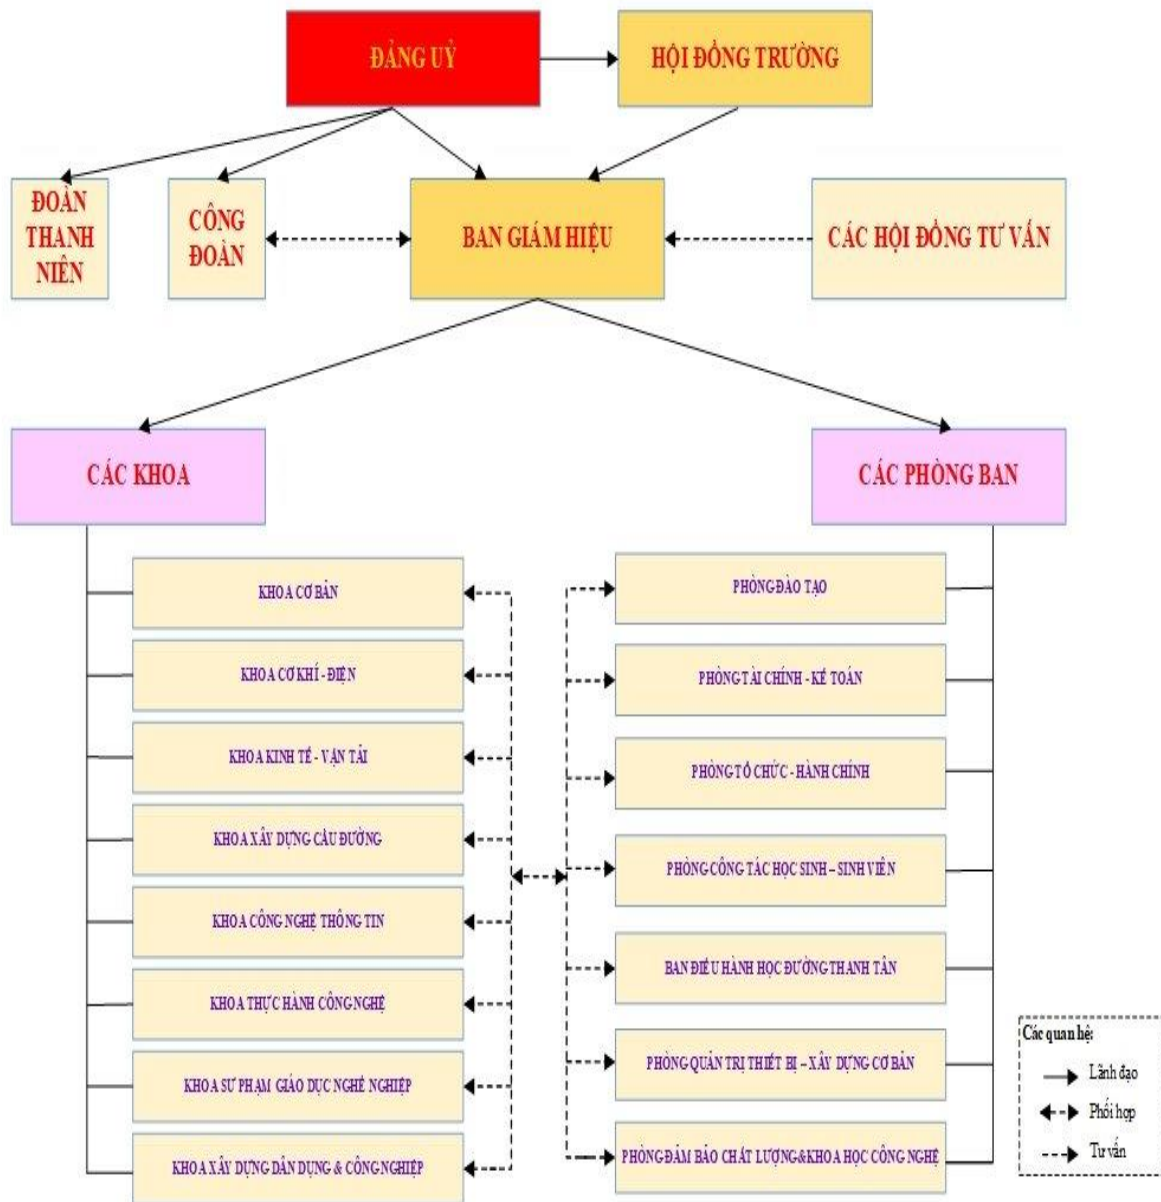 ĐẢNG UỶ
HỘI ĐỒNG TRƯỜNG
ĐOÀN
THANH
NIÊN
CÔNG
ĐOÀN
BAN GIÁM HIỆU
CÁC HỘI ĐỒNG TƯ VẤN
CÁC KHOA
CÁC PHÒNG BAN
KHOA CƠ BẢN
KHOA CƠ KHÍ - ĐIỆN
KHOA KINH TẾ - VẬN TẢI
KHOA XÂY DỰNG CẦU ĐƯỜNG
KHOA CÔNG NGHỆ THÔNG TIN
KHOA THỰC HÀNH CÔNG NGHỆ
KHOA SƯ PHẠM GIÁO DỤC NGHỀ NGHIỆP
KHOA XÂY DỰNG DÂN DỤNG & CÔNG NGHIỆP
PHÒNG ĐÀO TẠO
PHÒNG TÀI CHÍNH - KẾ TOÁN
PHÒNG TỔ CHỨC - HÀNH CHÍNH
PHÒNG CÔNG TÁC HỌC SINH – SINH VIÊN
BAN ĐIỀU HÀNH HỌC ĐƯỜNG THANH TÂN
PHÒNG QUẢN TRỊ THIẾT BỊ – XÂY DỰNG CƠ BẢN
PHÒNG ĐẢM BẢO CHẤT LƯỢNG&KHOA HỌC CÔNG NGHỆ
Các quan hệ:
Lãnh đạo
Phối hợp
Tư vấn